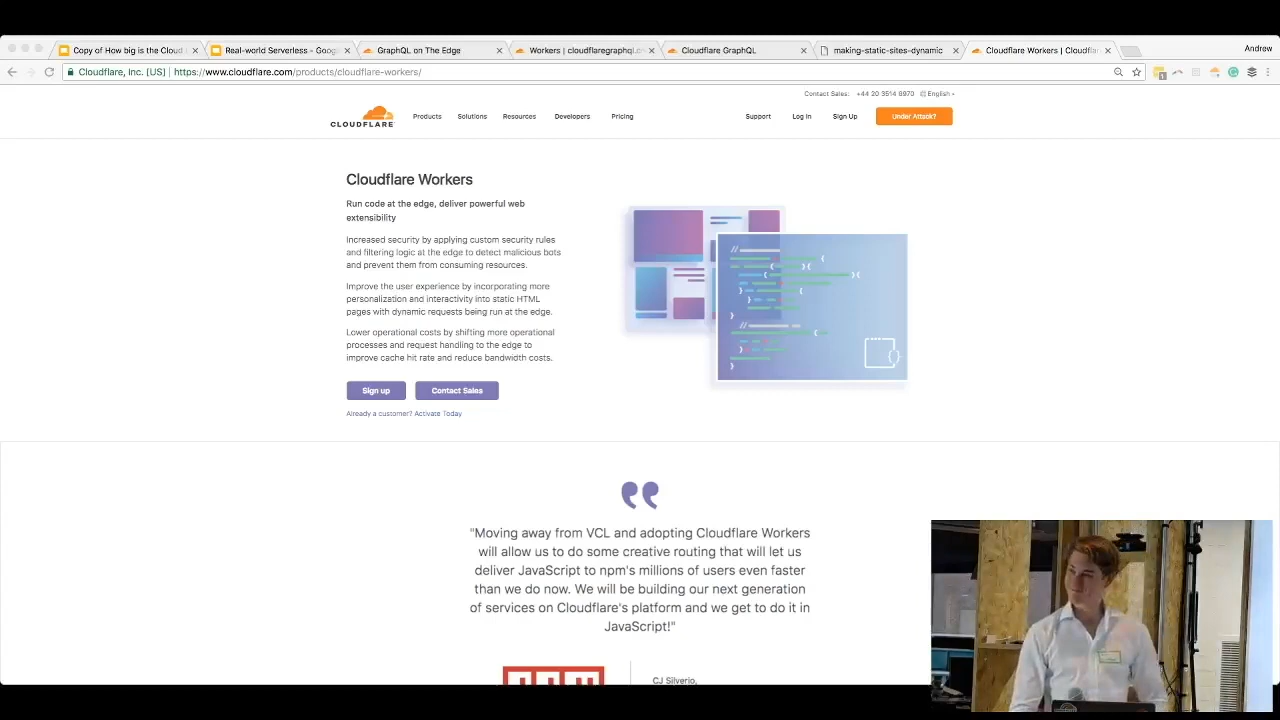 Copy of How big is the Cloud
Real-world Serverless - Goog
GraphQL on The Edge
Workers | cloudflaregraphql.c
Cloudflare GraphQL
making-static-sites-dynamic
Cloudflare Workers | Cloudfla
Andrew
Cloudflare, Inc. [US] | https://www.cloudflare.com/products/cloudflare-workers/
Contact Sales: +44 20 3514 6970 English
CLOUDFLARE
Products Solutions Resources Developers Pricing
Support Log In Sign Up Under Attack?
Cloudflare Workers
Run code at the edge, deliver powerful web
extensibility
Increased security by applying custom security rules
and filtering logic at the edge to detect malicious bots
and prevent them from consuming resources.
Improve the user experience by incorporating more
personalization and interactivity into static HTML
pages with dynamic requests being run at the edge.
Lower operational costs by shifting more operational
processes and request handling to the edge to
improve cache hit rate and reduce bandwidth costs.
Sign up Contact Sales
Already a customer? Activate Today
"Moving away from VCL and adopting Cloudflare Workers
will allow us to do some creative routing that will let us
deliver JavaScript to npm's millions of users even faster
than we do now. We will be building our next generation
of services on Cloudflare's platform and we get to do it in
JavaScript!"
CJ Silverio,